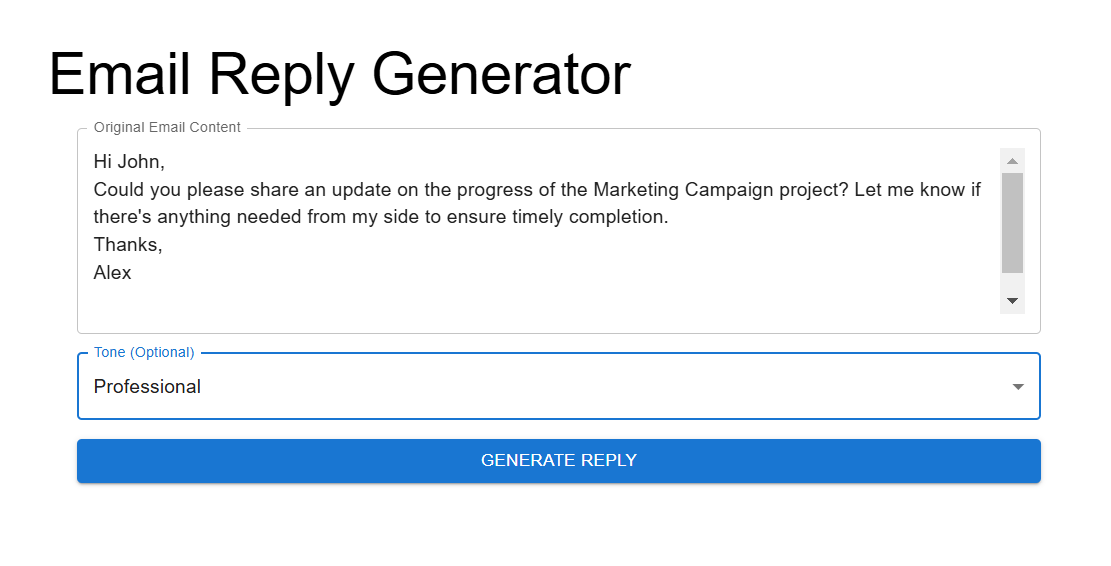 Email Reply Generator
Original Email Content
Hi John,
Could you please share an update on the progress of the Marketing Campaign project? Let me know if
there's anything needed from my side to ensure timely completion.
Thanks,
Alex
Tone (Optional)
Professional
GENERATE REPLY